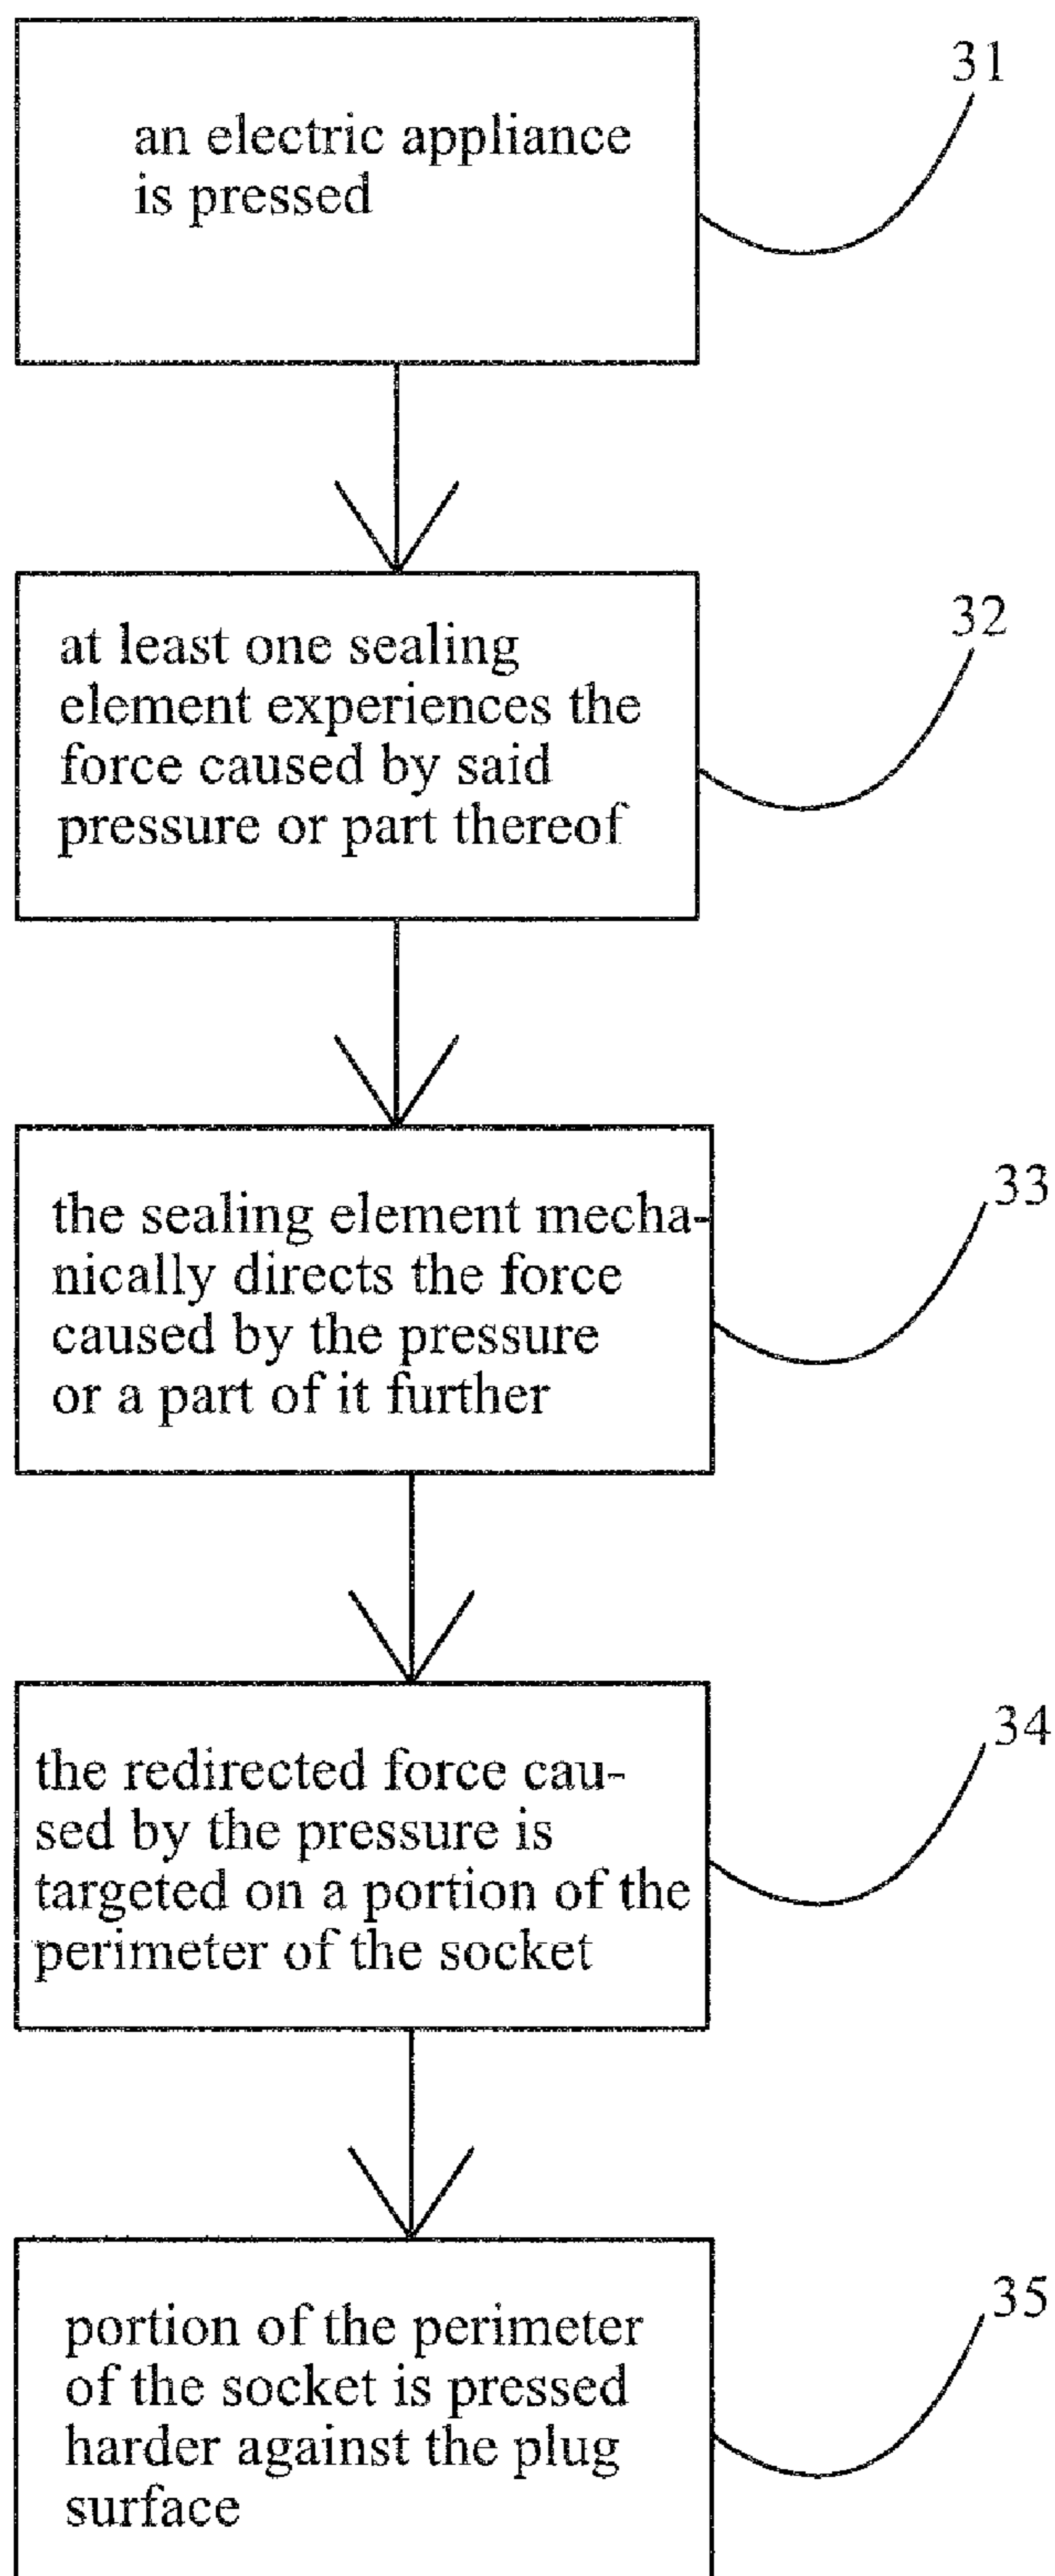 31
an electric appliance
is pressed
32
at least one sealing
element experiences the
force caused by said
pressure or part thereof
33
the sealing element mecha-
nically directs the force
caused by the pressure
or a part of it further
34
the redirected force cau-
sed by the pressure is
targeted on a portion of the
perimeter of the socket
35
portion of the perimeter
of the socket is pressed
harder against the plug
surface